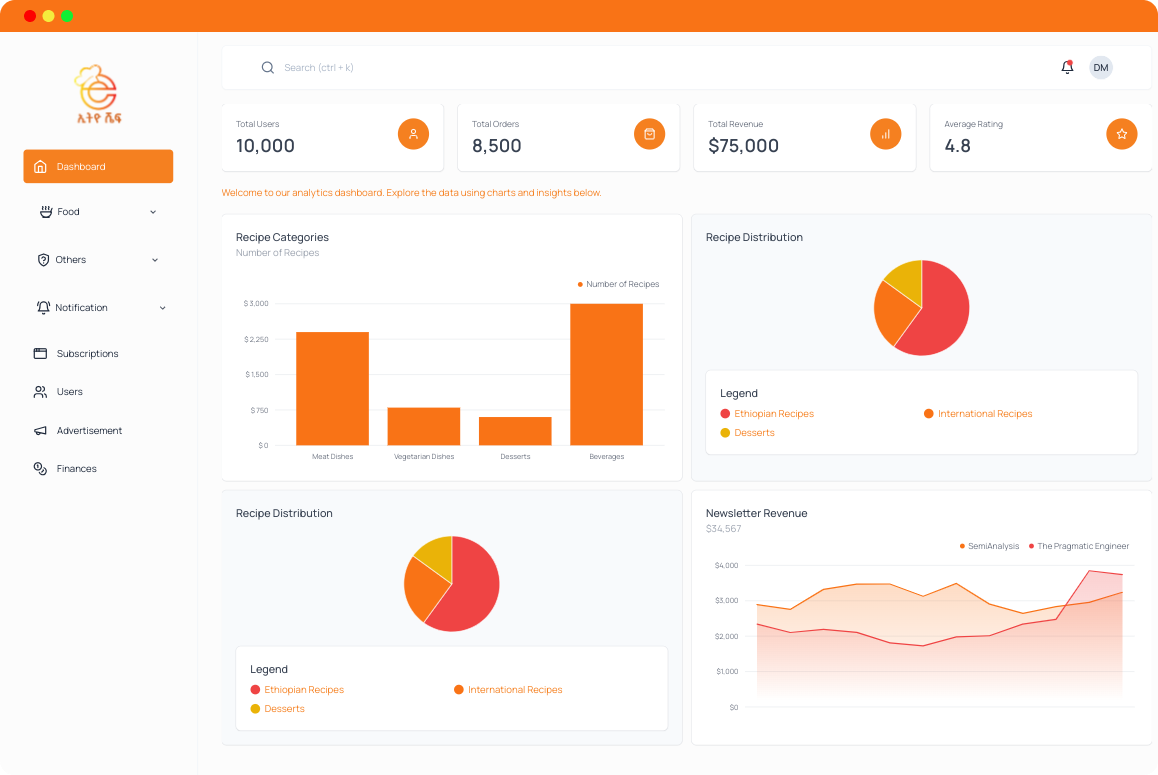 ኢትዮ ሼፍ
Dashboard
Food
Others
Notification
Subscriptions
Users
Advertisement
Finances
Search (ctrl + k)
DM
Total Users
10,000
Total Orders
8,500
Total Revenue
$75,000
Average Rating
4.8
Welcome to our analytics dashboard. Explore the data using charts and insights below.
Recipe Categories
Number of Recipes
Number of Recipes
$ 3,000
$ 2,250
$ 1,500
$ 750
$ 0
Meat Dishes Vegetarian Dishes Desserts Beverages
Recipe Distribution
Legend
Ethiopian Recipes International Recipes
Desserts
Recipe Distribution
Legend
Ethiopian Recipes International Recipes
Desserts
Newsletter Revenue
$34,567
SemiAnalysis The Pragmatic Engineer
$4,000
$3,000
$2,000
$1,000
$0